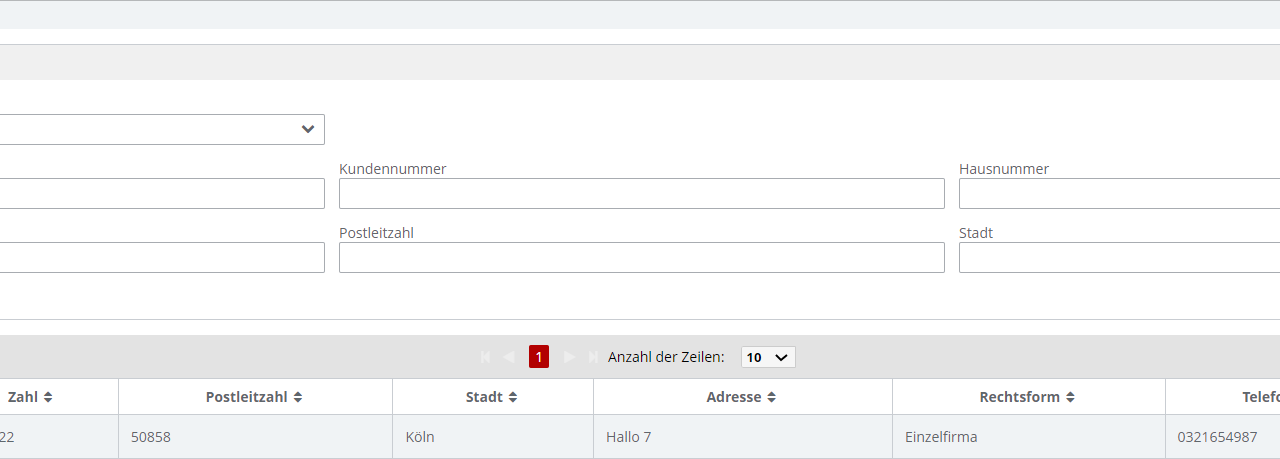 Kundennummer Hausnummer
Postleitzahl Stadt
1 Anzahl der Zeilen: 10
Zahl Postleitzahl Stadt Adresse Rechtsform
22 50858 Köln Hallo 7 Einzelfirma 0321654987